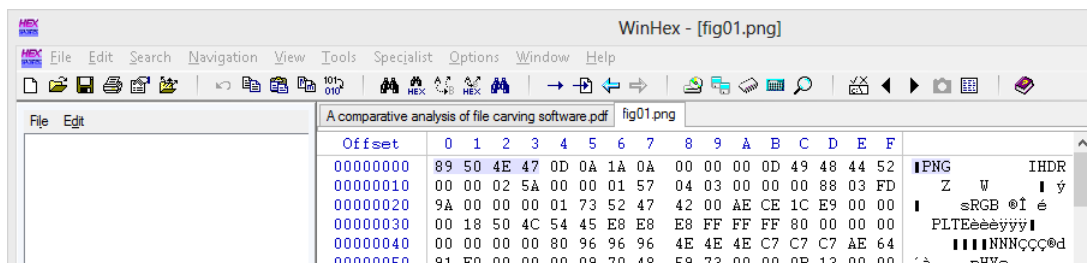 HEX
WinHex - [fig01.png]
HEX File Edit Search Navigation View Tools Specialist Options Window Help
File Edit
A comparative analysis of file carving software.pdf fig01.png
Offset 0 1 2 3 4 5 6 7 8 9 A B C D E F
00000000 89 50 4E 47 0D 0A 1A 0A 00 00 00 0D 49 48 44 52 ▮PNG IHDR
00000010 00 00 02 5A 00 00 01 57 04 03 00 00 00 88 03 FD Z W ▮ ý
00000020 9A 00 00 00 01 73 52 47 42 00 AE CE 1C E9 00 00 ▮ sRGB ®Î é
00000030 00 18 50 4C 54 45 E8 E8 E8 FF FF FF 80 00 00 00 PLTEèèèÿÿÿ▮
00000040 00 00 00 00 80 96 96 96 4E 4E 4E C7 C7 C7 AE 64 ▮▮▮▮NNNÇÇÇ®d